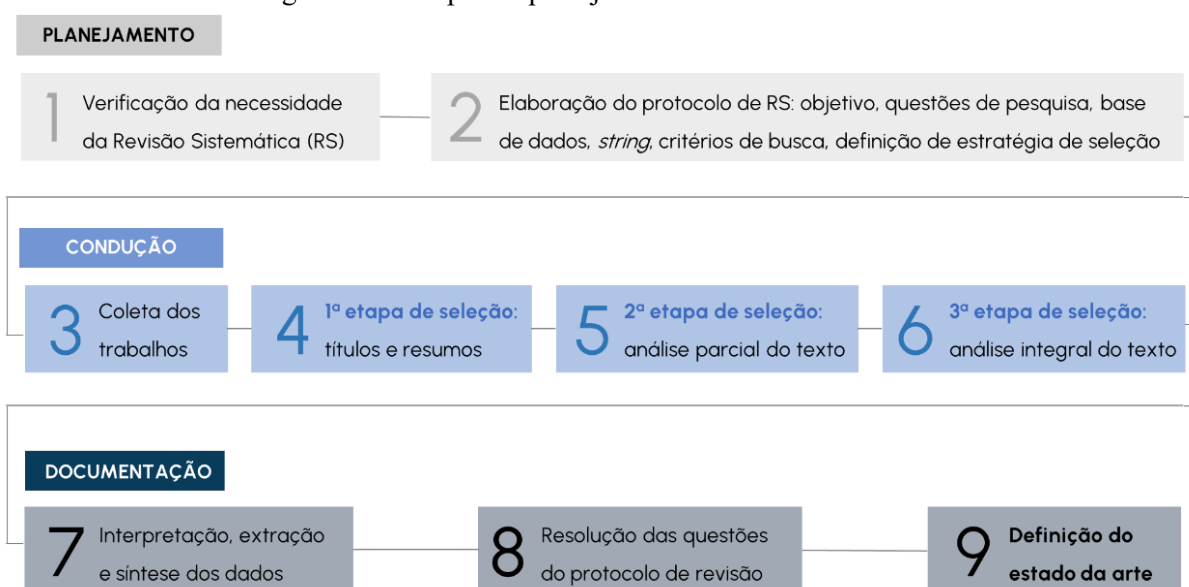 PLANEJAMENTO
1 Verificação da necessidade
da Revisão Sistemática (RS)
2 Elaboração do protocolo de RS: objetivo, questões de pesquisa, base
de dados, string, critérios de busca, definição de estratégia de seleção
CONDUÇÃO
3 Coleta dos
trabalhos
4 1ª etapa de seleção:
títulos e resumos
5 2ª etapa de seleção:
análise parcial do texto
6 3ª etapa de seleção:
análise integral do texto
DOCUMENTAÇÃO
7 Interpretação, extração
e síntese dos dados
8 Resolução das questões
do protocolo de revisão
9 Definição do
estado da arte